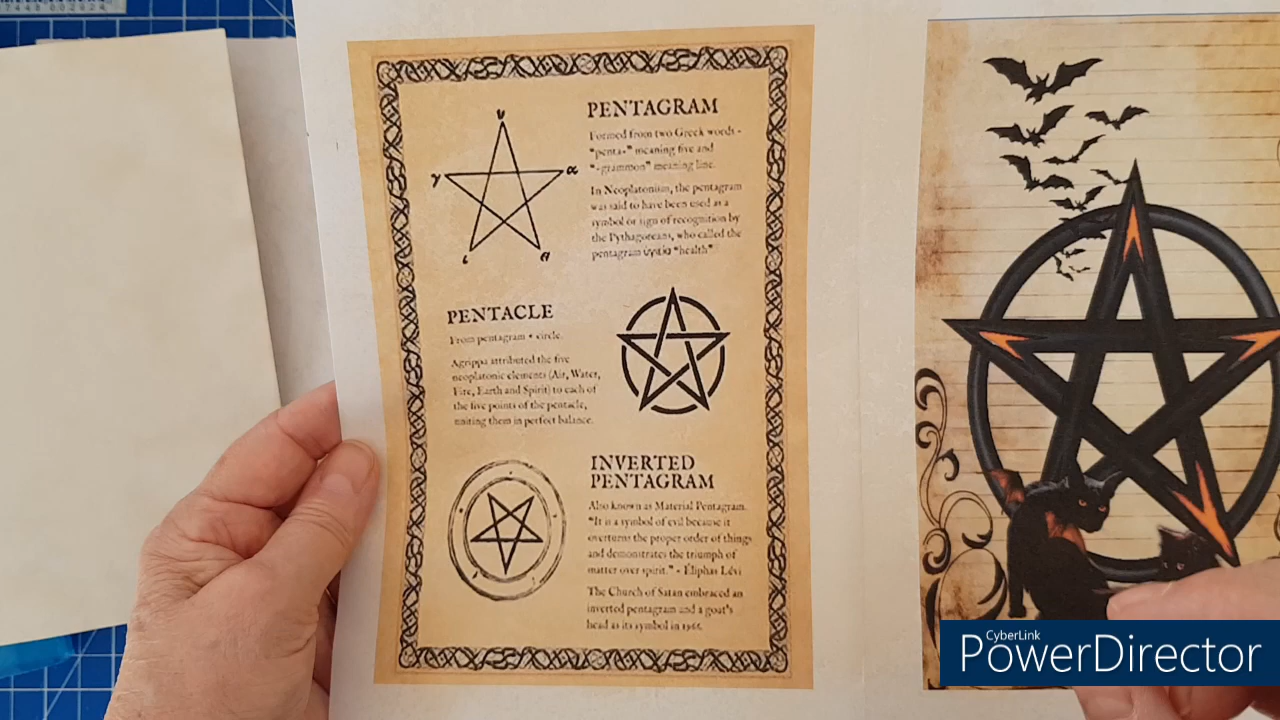 PENTAGRAM
Formed from two Greek words -
"penta-" meaning five and
"-grammon" meaning line.
In Neoplatonism, the pentagram
was said to have been used as a
symbol or sign of recognition by
the Pythagoreans, who called the
pentagram ὑγιεία "health"
υ
γ
α
ι
PENTACLE
From pentagram + circle.
Agrippa attributed the five
neoplatonic elements (Air, Water,
Fire, Earth and Spirit) to each of
the five points of the pentacle,
uniting them in perfect balance.
INVERTED
PENTAGRAM
Also known as Material Pentagram.
"It is a symbol of evil because it
overturns the proper order of things
and demonstrates the triumph of
matter over spirit." - Éliphas Lévi
The Church of Satan embraced an
inverted pentagram and a goat's
head as its symbol in 1966.
CyberLink
PowerDirector